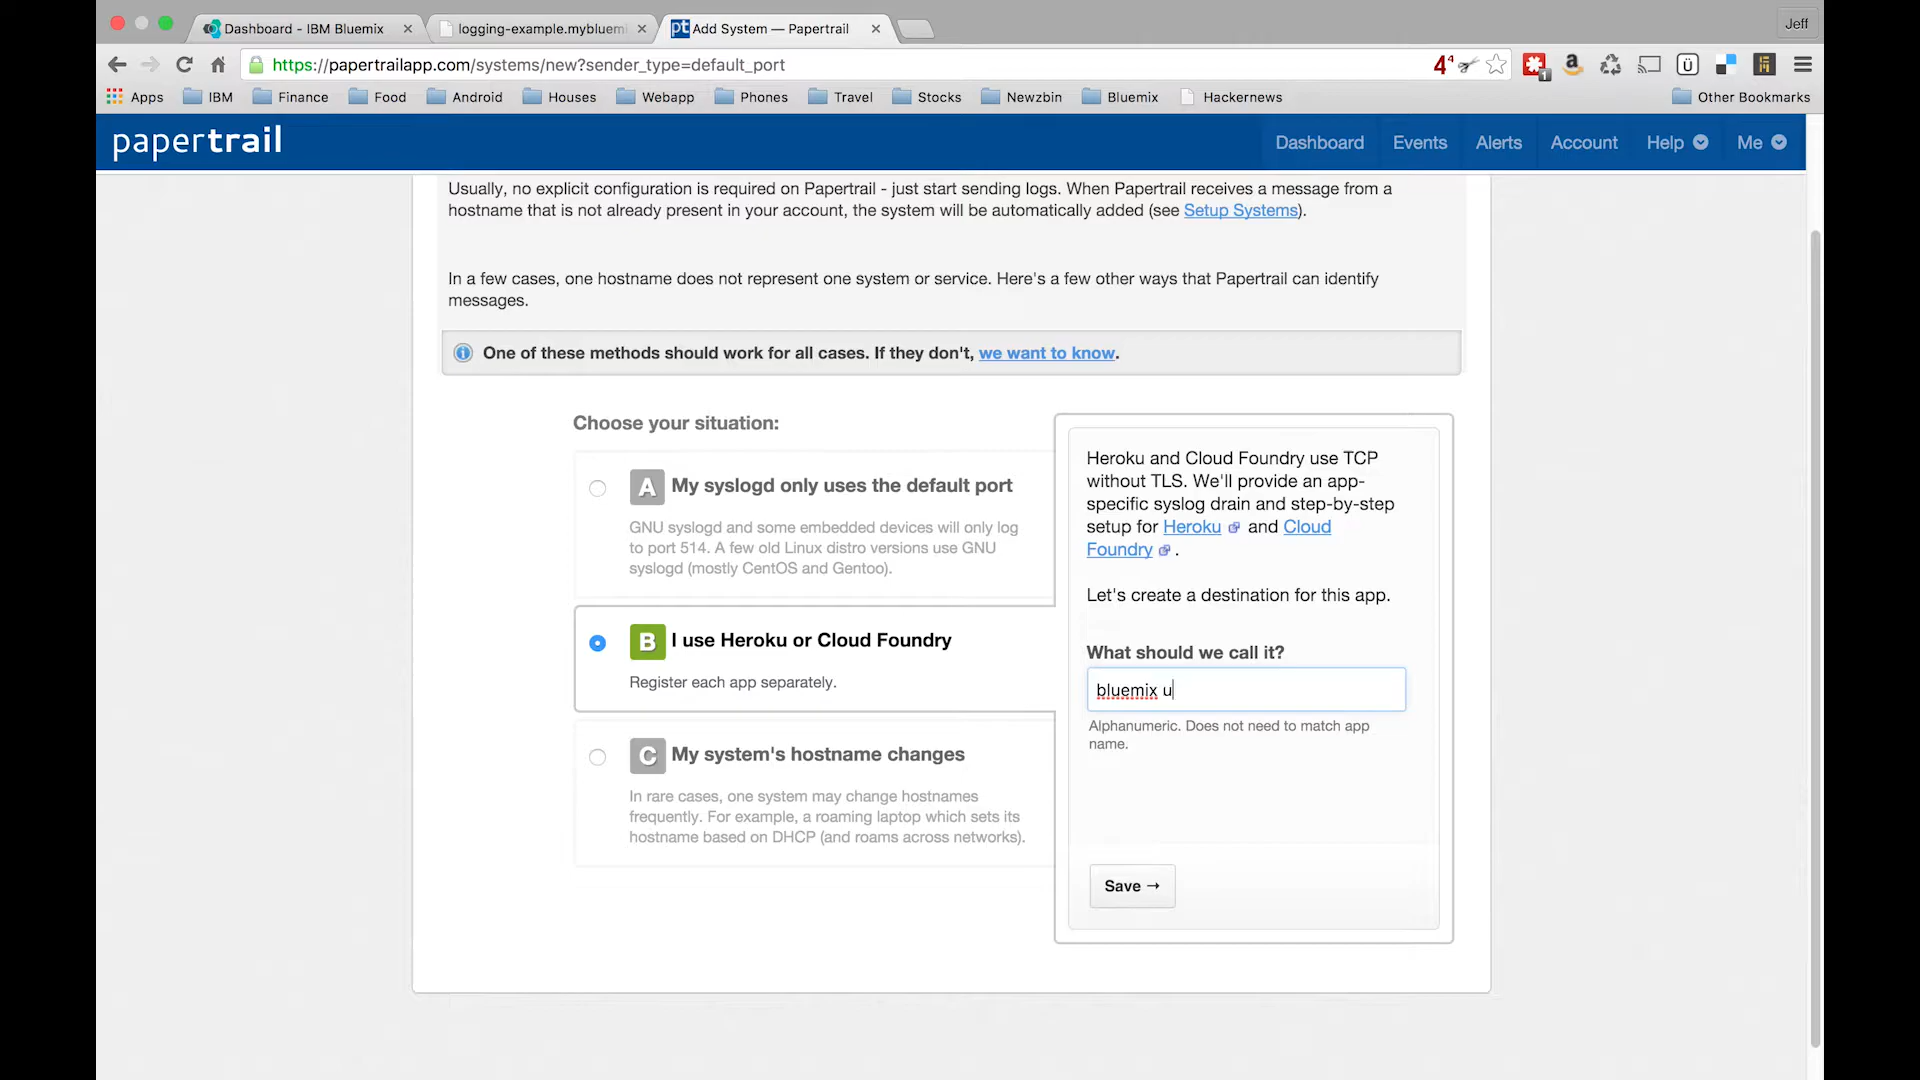 Dashboard - IBM Bluemix
logging-example.mybluemi
pt Add System — Papertrail
Jeff
https://papertrailapp.com/systems/new?sender_type=default_port
Apps IBM Finance Food Android Houses Webapp Phones Travel Stocks Newzbin Bluemix Hackernews Other Bookmarks
papertrail
Dashboard Events Alerts Account Help Me
Usually, no explicit configuration is required on Papertrail - just start sending logs. When Papertrail receives a message from a
hostname that is not already present in your account, the system will be automatically added (see Setup Systems).
In a few cases, one hostname does not represent one system or service. Here's a few other ways that Papertrail can identify
messages.
One of these methods should work for all cases. If they don't, we want to know.
Choose your situation:
A My syslogd only uses the default port
GNU syslogd and some embedded devices will only log
to port 514. A few old Linux distro versions use GNU
syslogd (mostly CentOS and Gentoo).
B I use Heroku or Cloud Foundry
Register each app separately.
C My system's hostname changes
In rare cases, one system may change hostnames
frequently. For example, a roaming laptop which sets its
hostname based on DHCP (and roams across networks).
Heroku and Cloud Foundry use TCP
without TLS. We'll provide an app-
specific syslog drain and step-by-step
setup for Heroku and Cloud
Foundry .
Let's create a destination for this app.
What should we call it?
bluemix u
Alphanumeric. Does not need to match app
name.
Save →